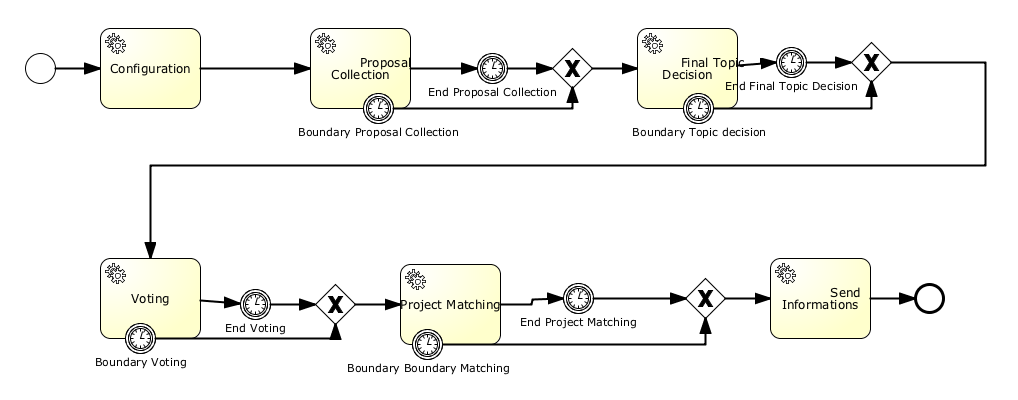 Configuration
Proposal
Collection
End Proposal Collection
Boundary Proposal Collection
Final Topic
Decision
End Final Topic Decision
Boundary Topic decision
Voting
End Voting
Boundary Voting
Project Matching
End Project Matching
Boundary Boundary Matching
Send
Informations